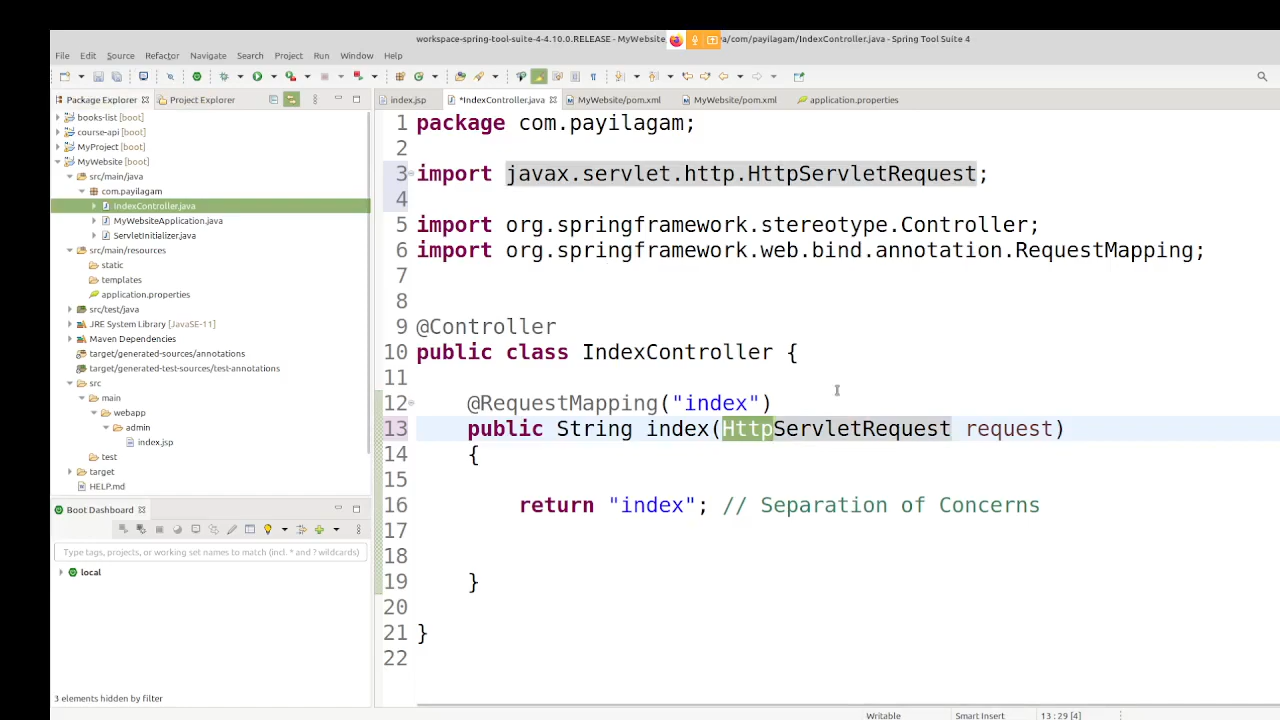 workspace-spring-tool-suite-4-4.10.0.RELEASE - MyWebsite a/com/payilagam/IndexController.java - Spring Tool Suite 4
File Edit Source Refactor Navigate Search Project Run Window Help
Package Explorer Project Explorer
index.jsp *IndexController.java MyWebsite/pom.xml MyWebsite/pom.xml application.properties
books-list [boot]
course-api [boot]
MyProject [boot]
MyWebsite [boot]
src/main/java
com.payilagam
IndexController.java
MyWebsiteApplication.java
ServletInitializer.java
src/main/resources
static
templates
application.properties
src/test/java
JRE System Library [JavaSE-11]
Maven Dependencies
target/generated-sources/annotations
target/generated-test-sources/test-annotations
src
main
webapp
admin
index.jsp
test
target
HELP.md
Boot Dashboard
Type tags, projects, or working set names to match (incl. * and ? wildcards)
local
3 elements hidden by filter
1 package com.payilagam;
2
3 import javax.servlet.http.HttpServletRequest;
4
5 import org.springframework.stereotype.Controller;
6 import org.springframework.web.bind.annotation.RequestMapping;
7
8
9 @Controller
10 public class IndexController {
11
12 @RequestMapping("index")
13 public String index(HttpServletRequest request)
14 {
15
16 return "index"; // Separation of Concerns
17
18
19 }
20
21 }
22
Writable Smart Insert 13 : 29 [4]